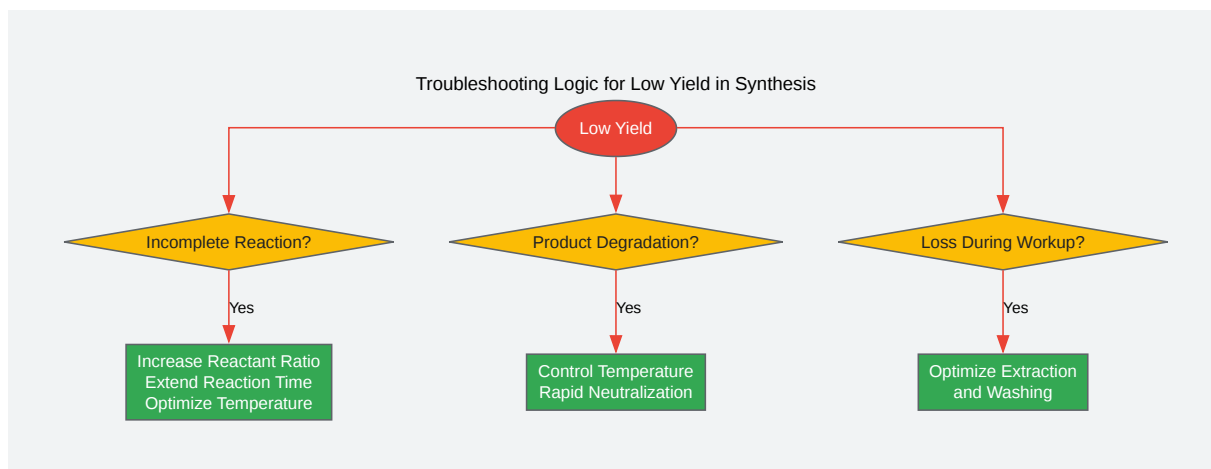 Troubleshooting Logic for Low Yield in Synthesis
Low Yield
Incomplete Reaction?
Product Degradation?
Loss During Workup?
Yes
Yes
Yes
Increase Reactant Ratio
Extend Reaction Time
Optimize Temperature
Control Temperature
Rapid Neutralization
Optimize Extraction
and Washing